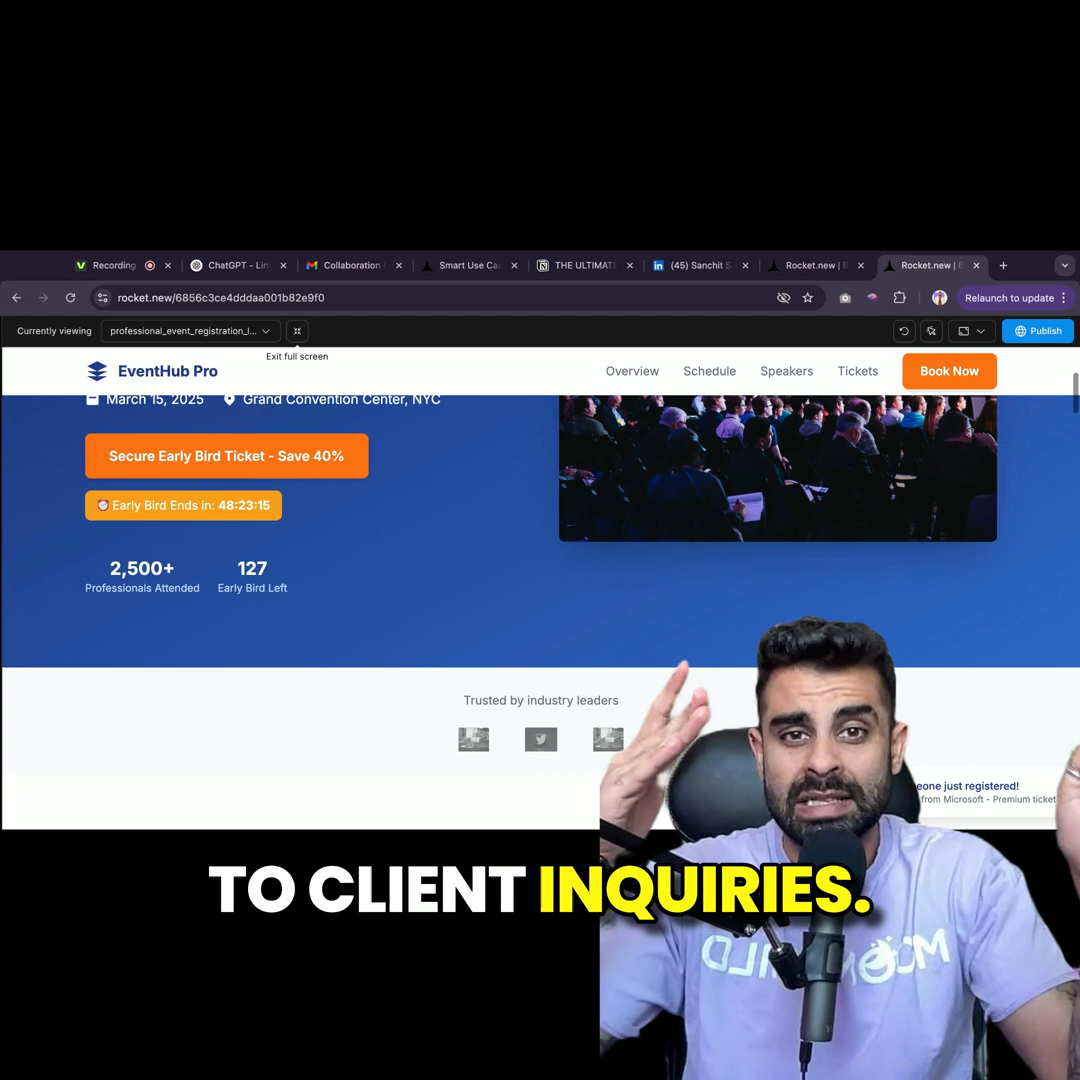 Recording
ChatGPT - Lin
Collaboration
Smart Use Ca
THE ULTIMAT
(45) Sanchit S
Rocket.new | B
Rocket.new | E
rocket.new/6856c3ce4dddaa001b82e9f0
Relaunch to update
Currently viewing
professional_event_registration_l...
Publish
Exit full screen
EventHub Pro
Overview
Schedule
Speakers
Tickets
Book Now
March 15, 2025
Grand Convention Center, NYC
Secure Early Bird Ticket - Save 40%
Early Bird Ends in: 48:23:15
2,500+
Professionals Attended
127
Early Bird Left
Trusted by industry leaders
eone just registered!
from Microsoft - Premium ticket
TO CLIENT INQUIRIES.